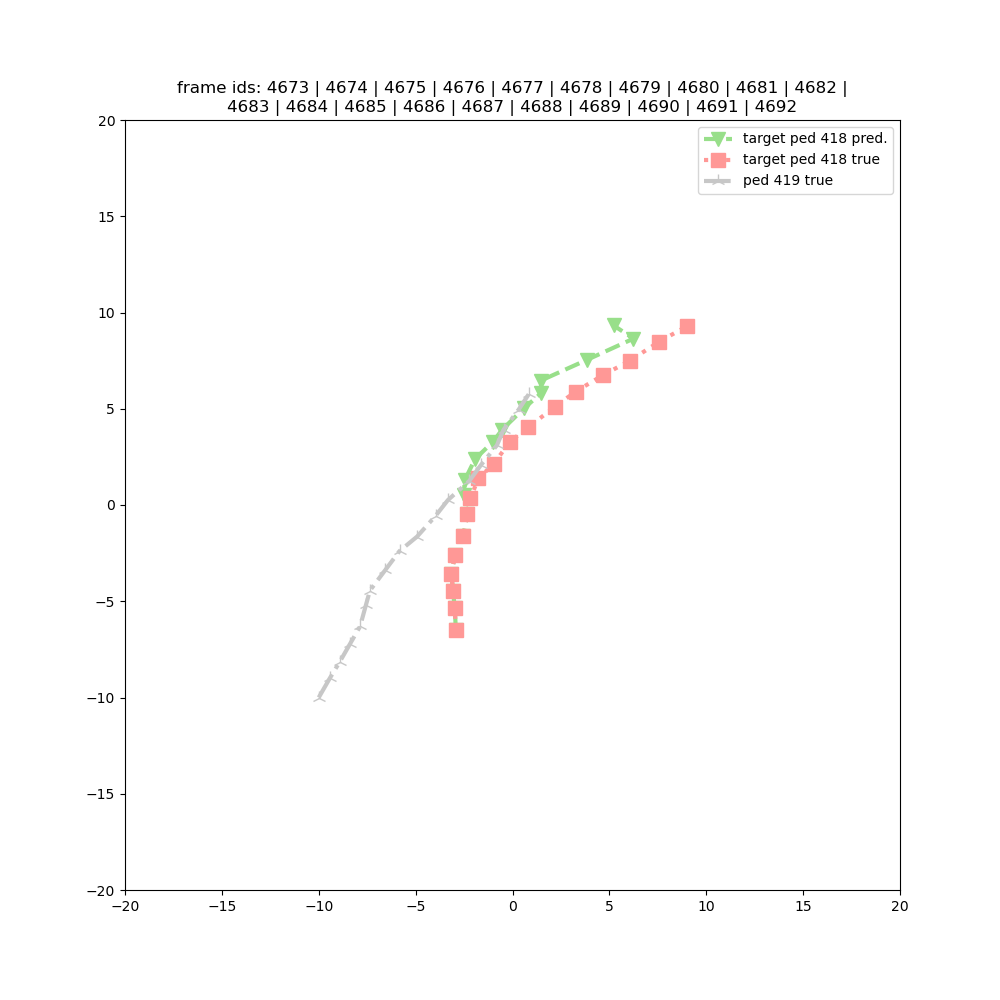 frame ids: 4673 | 4674 | 4675 | 4676 | 4677 | 4678 | 4679 | 4680 | 4681 | 4682 |
4683 | 4684 | 4685 | 4686 | 4687 | 4688 | 4689 | 4690 | 4691 | 4692
target ped 418 pred.
target ped 418 true
ped 419 true
20
15
10
5
0
−5
−10
−15
−20
−20 −15 −10 −5 0 5 10 15 20